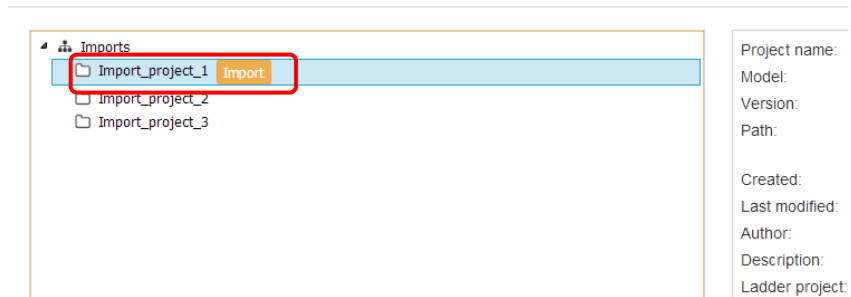 Imports
Import_project_1 Import
Import_project_2
Import_project_3
Project name:
Model:
Version:
Path:
Created:
Last modified:
Author:
Description:
Ladder project: